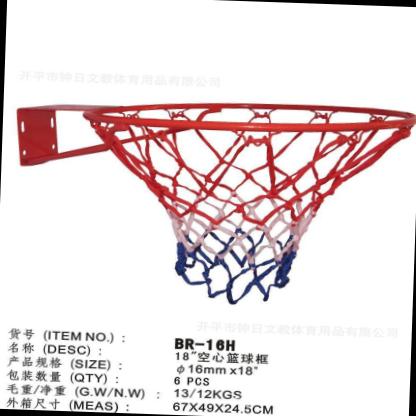 开平市钟日文教体育用品有限公司
开平市钟日文教体育用品有限公司
货号 (ITEM NO.) : BR-16H
名称 (DESC) : 18"空心篮球框
产品规格 (SIZE) : φ16mm x18"
包装数量 (QTY) : 6 PCS
毛重/净重 (G.W/N.W) : 13/12KGS
外箱尺寸 (MEAS) : 67X49X24.5CM